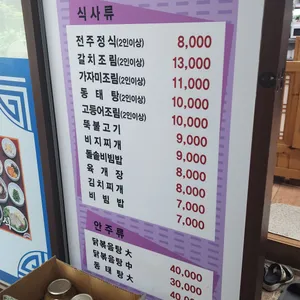 식사류
전주정식(2인이상) 8,000
갈치조림(2인이상) 13,000
가자미조림(2인이상) 11,000
동태탕(2인이상) 10,000
고등어조림(2인이상) 10,000
뚝불고기 9,000
비지찌개 9,000
돌솥비빔밥 8,000
육개장 8,000
김치찌개 7,000
비빔밥 7,000
안주류
닭볶음탕 大 40,000
닭볶음탕 中 30,000
동태탕 大 40,000